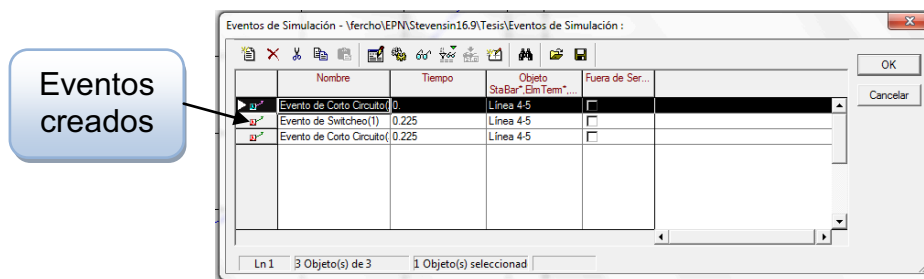 Eventos de Simulación - \fercho\EPN\Stevensin16.9\Tesis\Eventos de Simulación :
OK
Cancelar
Eventos
creados
Nombre Tiempo Objeto Fuera de Ser...
StaBar*,ElmTerm*,...
Evento de Corto Circuito( 0. Línea 4-5
Evento de Switcheo(1) 0.225 Línea 4-5
Evento de Corto Circuito( 0.225 Línea 4-5
Ln 1 3 Objeto(s) de 3 1 Objeto(s) seleccionad